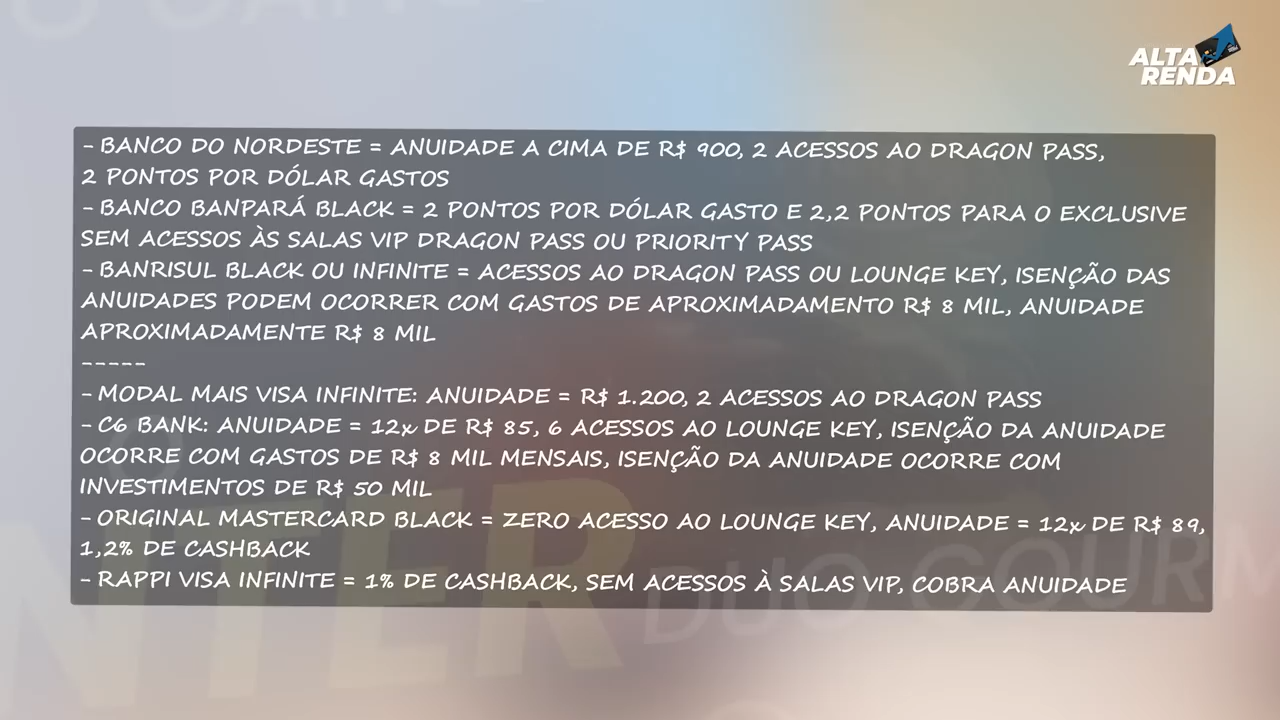 ALTA
RENDA
- BANCO DO NORDESTE = ANUIDADE A CIMA DE R$ 900, 2 ACESSOS AO DRAGON PASS,
2 PONTOS POR DÓLAR GASTOS
- BANCO BANPARÁ BLACK = 2 PONTOS POR DÓLAR GASTO E 2,2 PONTOS PARA O EXCLUSIVE
SEM ACESSOS ÀS SALAS VIP DRAGON PASS OU PRIORITY PASS
- BANRISUL BLACK OU INFINITE = ACESSOS AO DRAGON PASS OU LOUNGE KEY, ISENÇÃO DAS
ANUIDADES PODEM OCORRER COM GASTOS DE APROXIMADAMENTO R$ 8 MIL, ANUIDADE
APROXIMADAMENTE R$ 8 MIL
-----
- MODAL MAIS VISA INFINITE: ANUIDADE = R$ 1.200, 2 ACESSOS AO DRAGON PASS
- C6 BANK: ANUIDADE = 12x DE R$ 85, 6 ACESSOS AO LOUNGE KEY, ISENÇÃO DA ANUIDADE
OCORRE COM GASTOS DE R$ 8 MIL MENSAIS, ISENÇÃO DA ANUIDADE OCORRE COM
INVESTIMENTOS DE R$ 50 MIL
- ORIGINAL MASTERCARD BLACK = ZERO ACESSO AO LOUNGE KEY, ANUIDADE = 12x DE R$ 89,
1,2% DE CASHBACK
- RAPPI VISA INFINITE = 1% DE CASHBACK, SEM ACESSOS À SALAS VIP, COBRA ANUIDADE
NTER
DUO GOURM